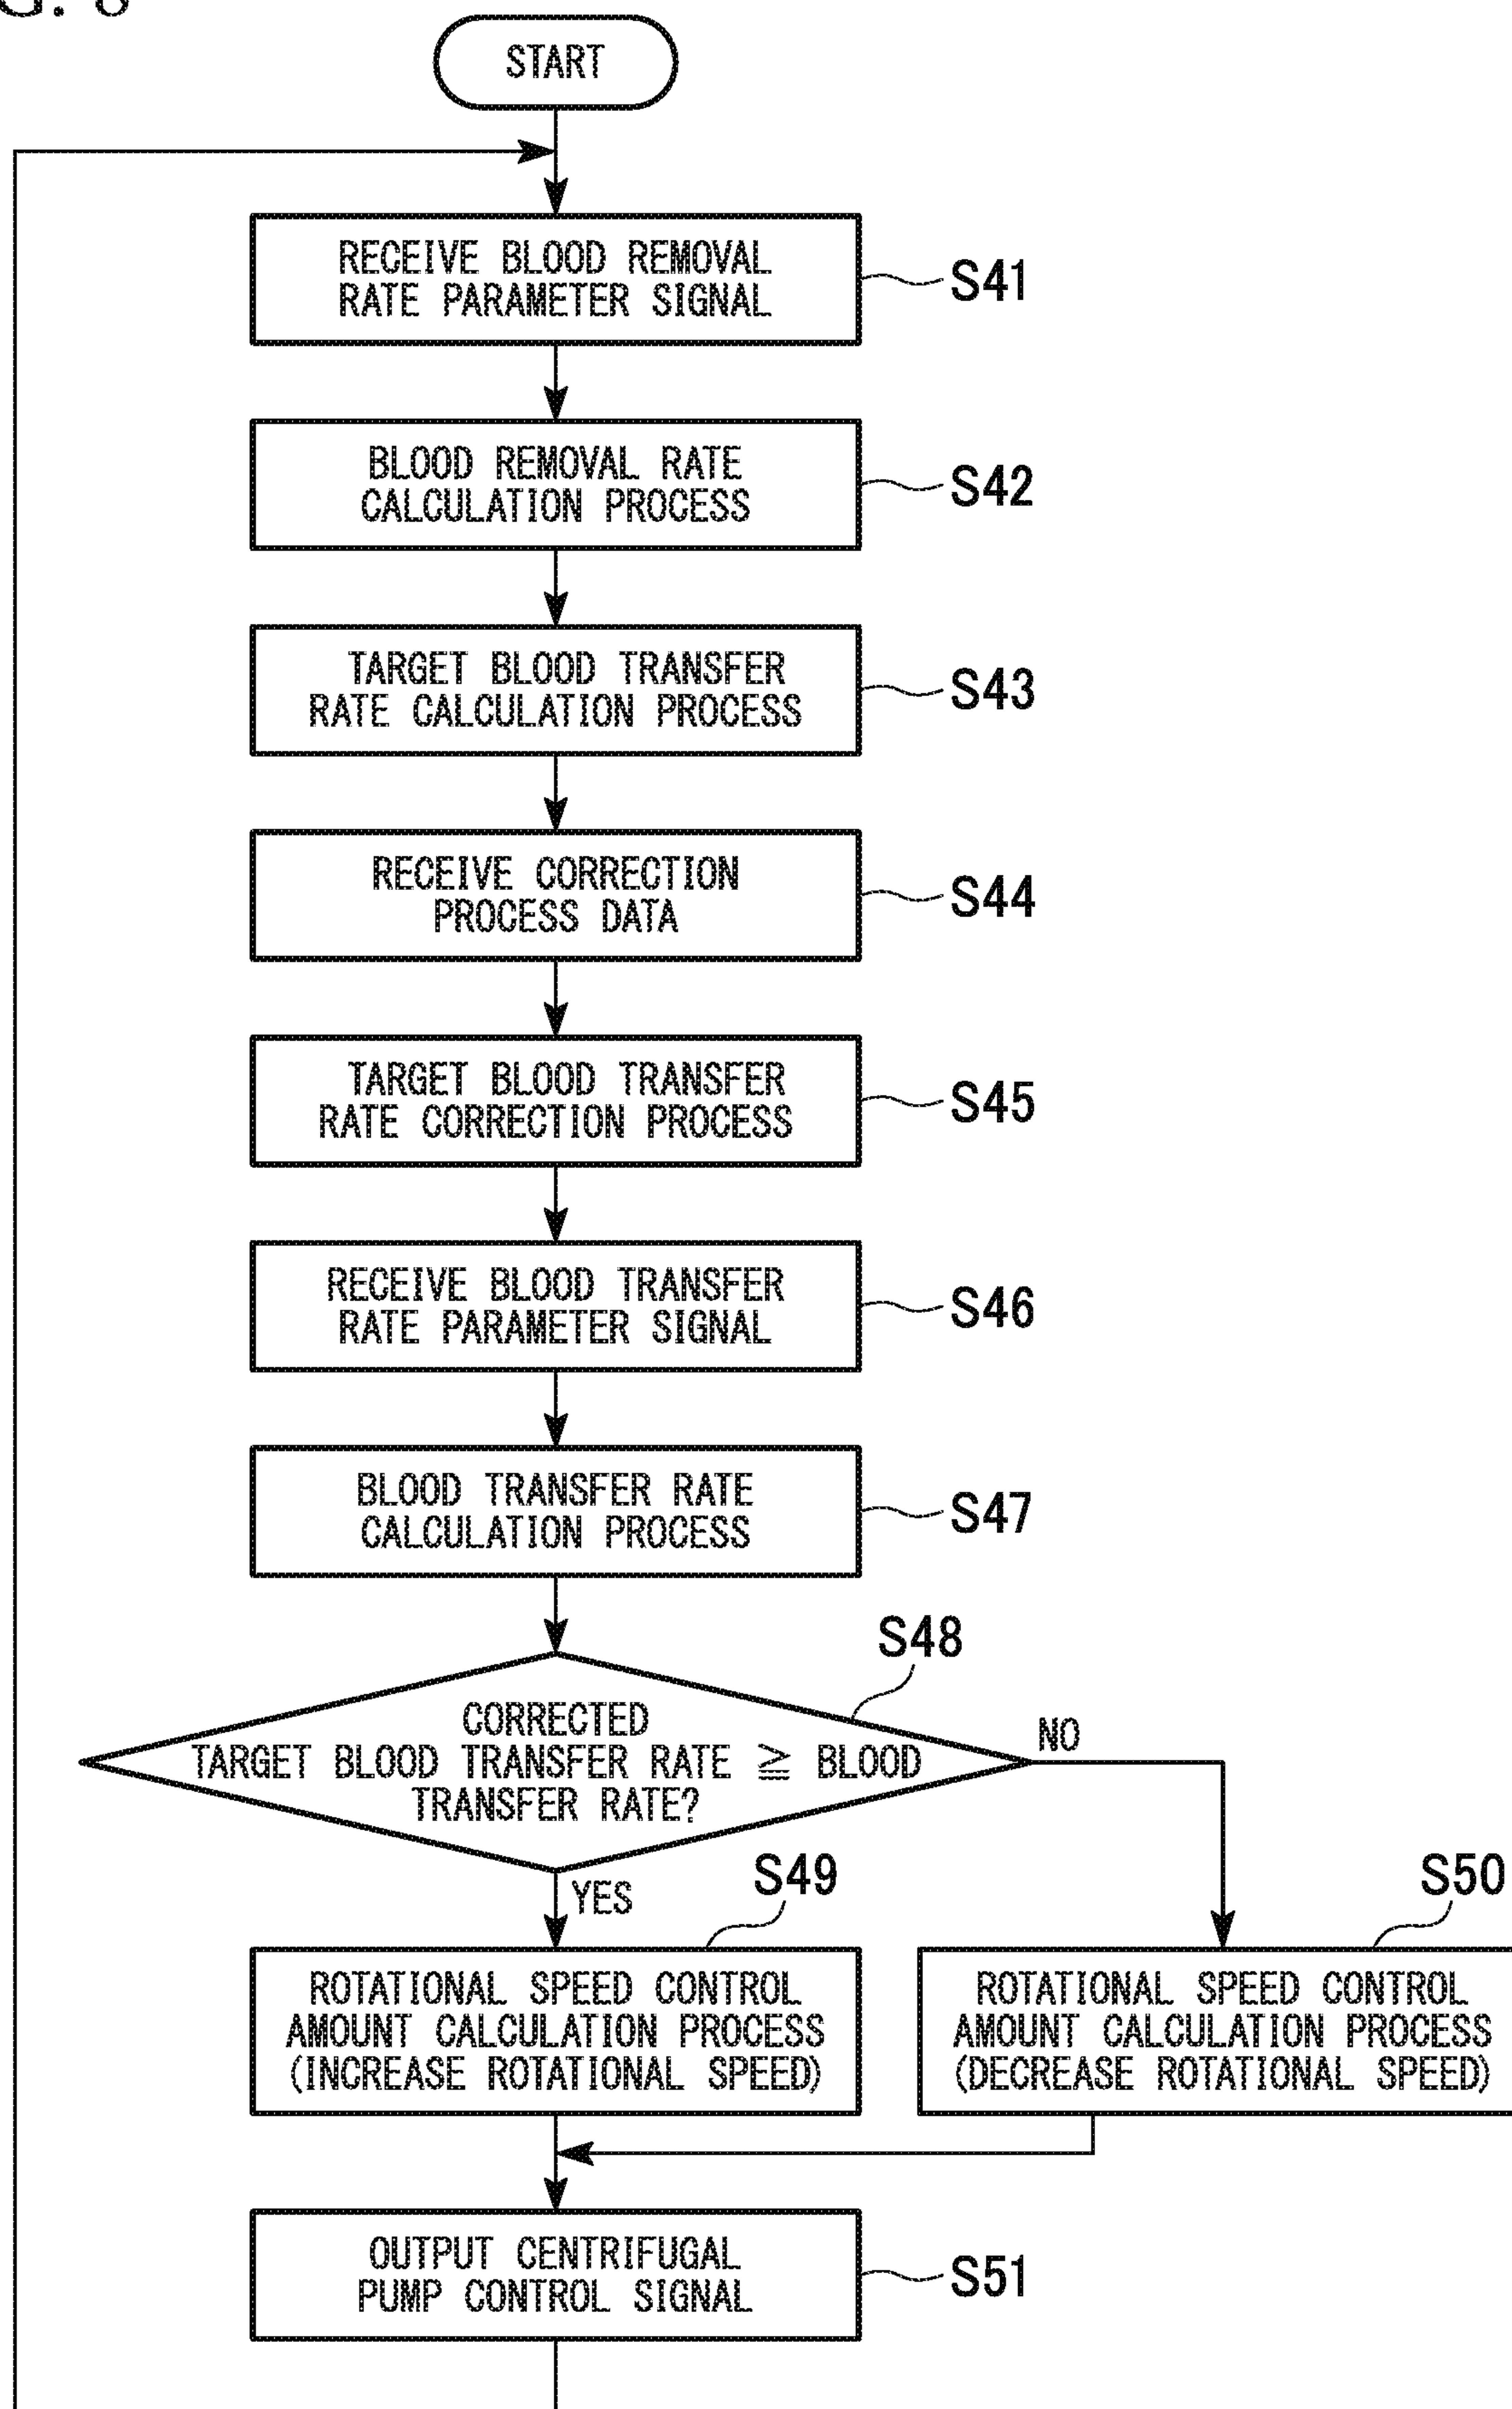 G. 8
START
RECEIVE BLOOD REMOVAL
RATE PARAMETER SIGNAL
S41
BLOOD REMOVAL RATE
CALCULATION PROCESS
S42
TARGET BLOOD TRANSFER
RATE CALCULATION PROCESS
S43
RECEIVE CORRECTION
PROCESS DATA
S44
TARGET BLOOD TRANSFER
RATE CORRECTION PROCESS
S45
RECEIVE BLOOD TRANSFER
RATE PARAMETER SIGNAL
S46
BLOOD TRANSFER RATE
CALCULATION PROCESS
S47
S48
CORRECTED
TARGET BLOOD TRANSFER RATE ≧ BLOOD
TRANSFER RATE?
NO
YES
S49
ROTATIONAL SPEED CONTROL
AMOUNT CALCULATION PROCESS
(INCREASE ROTATIONAL SPEED)
S50
ROTATIONAL SPEED CONTROL
AMOUNT CALCULATION PROCESS
(DECREASE ROTATIONAL SPEED)
OUTPUT CENTRIFUGAL
PUMP CONTROL SIGNAL
S51